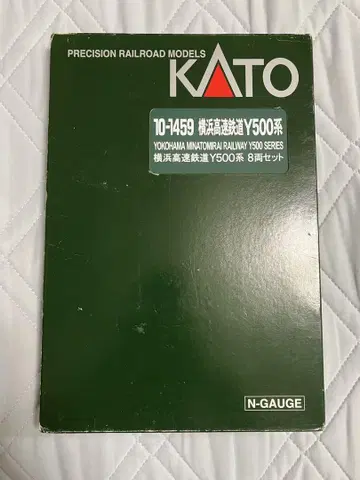 PRECISION RAILROAD MODELS
KATO
10-1459 横浜高速鉄道Y500系
YOKOHAMA MINATOMIRAI RAILWAY Y500 SERIES
横浜高速鉄道Y500系 8両セット
N-GAUGE